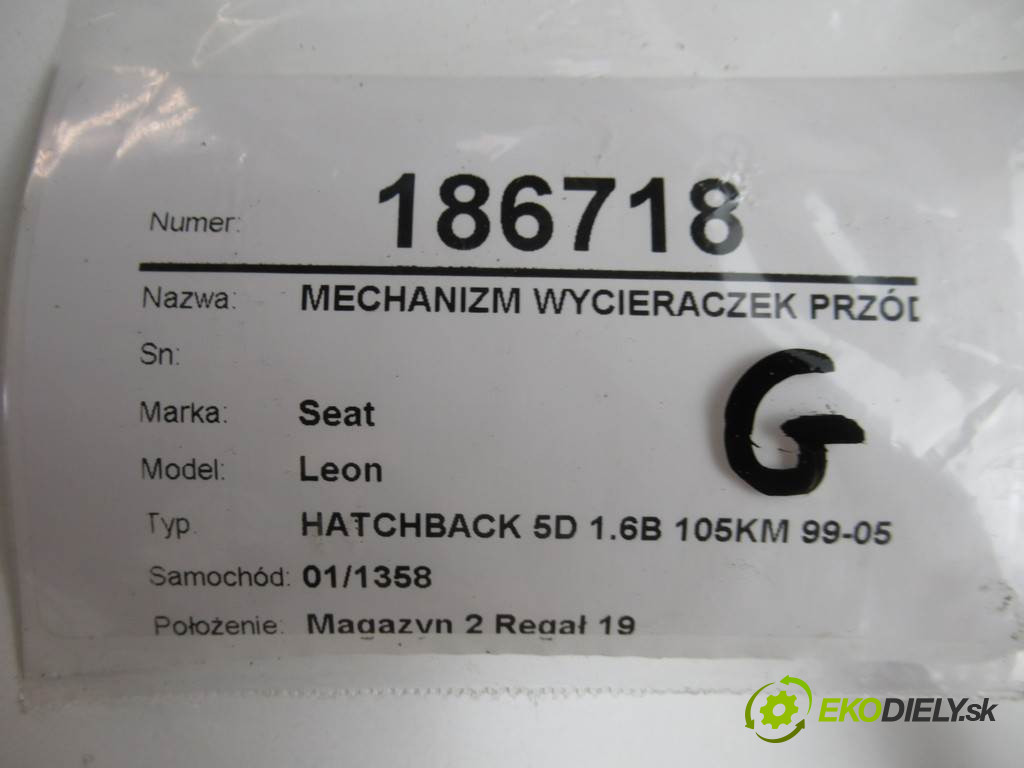 Numer: 186718
Nazwa: MECHANIZM WYCIERACZEK PRZÓD
Sn:
G
Marka: Seat
Model: Leon
Typ. HATCHBACK 5D 1.6B 105KM 99-05
Samochód: 01/1358
Położenie: Magazyn 2 Regał 19
EKODIELY.sk